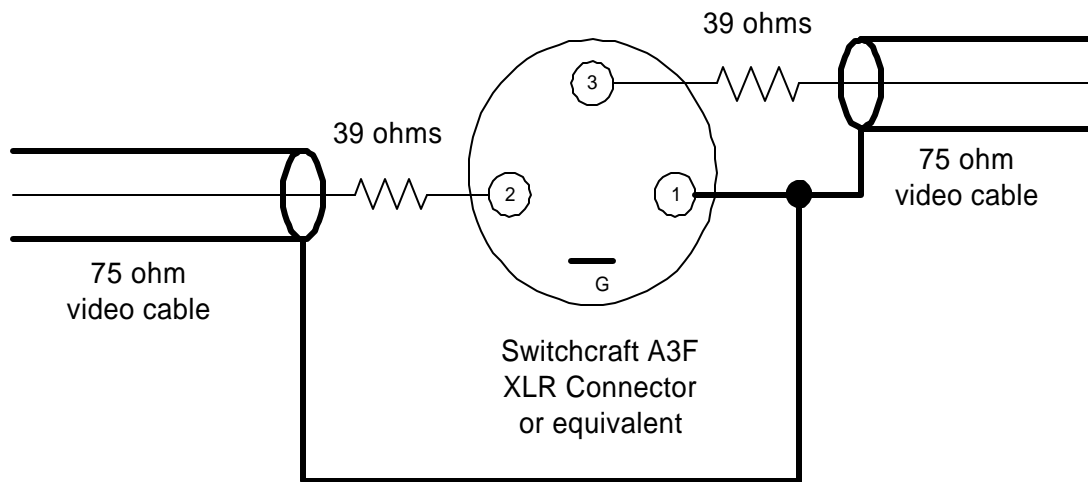 39 ohms
3
39 ohms
75 ohm
video cable
2
1
75 ohm
video cable
G
Switchcraft A3F
XLR Connector
or equivalent